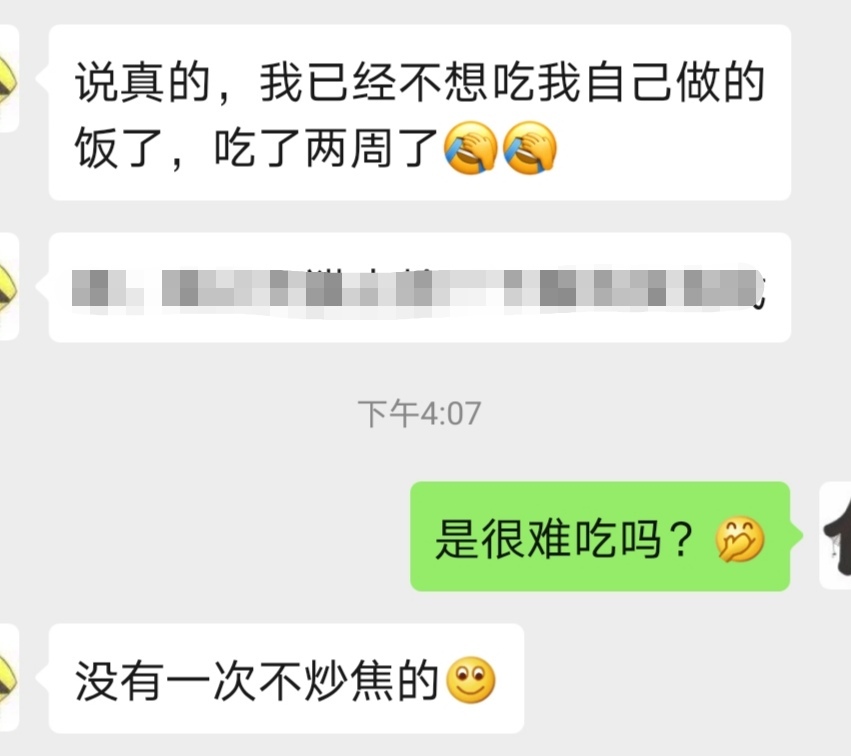 说真的，我已经不想吃我自己做的
饭了，吃了两周了🤦🤦
下午4:07
是很难吃吗？🤭
没有一次不炒焦的🙂